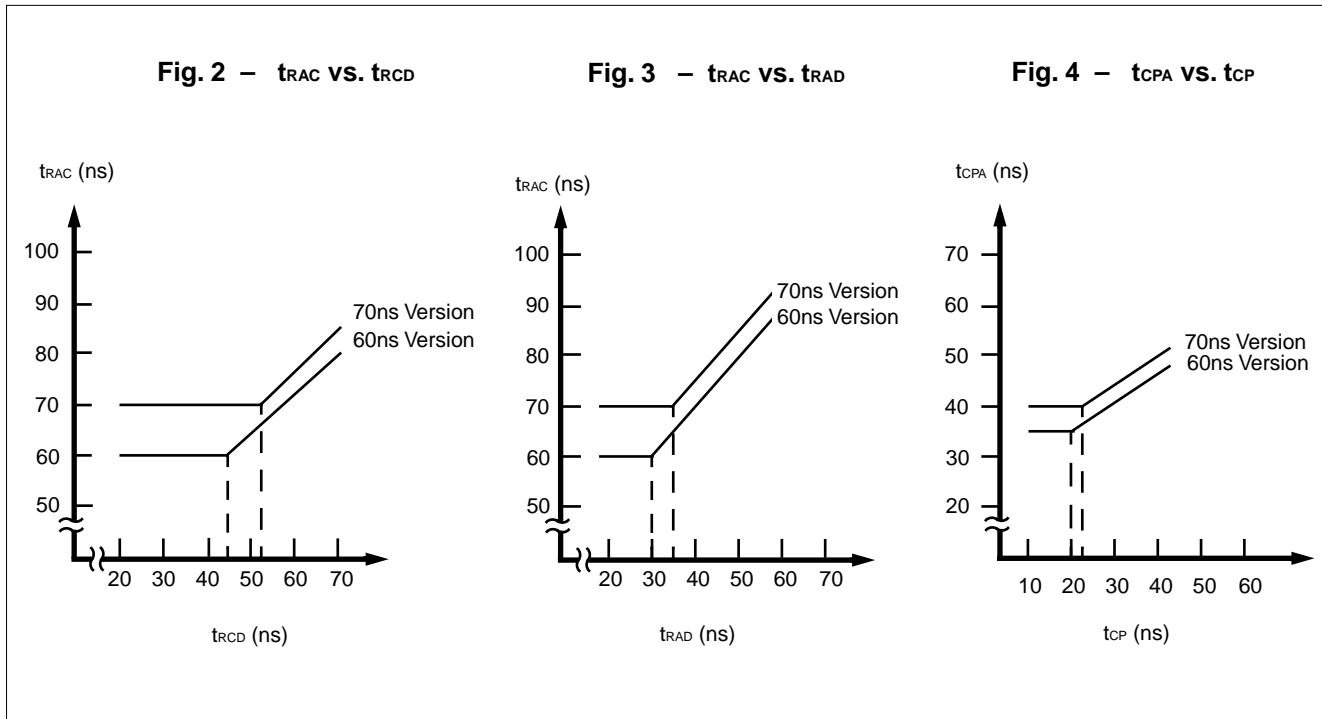 Fig. 2 – tRAC vs. tRCD
tRAC (ns)
100
90
80
70
60
50
70ns Version
60ns Version
20 30 40 50 60 70
tRCD (ns)
Fig. 3 – tRAC vs. tRAD
tRAC (ns)
100
90
80
70
60
50
70ns Version
60ns Version
20 30 40 50 60 70
tRAD (ns)
Fig. 4 – tCPA vs. tCP
tCPA (ns)
70
60
50
40
30
20
70ns Version
60ns Version
10 20 30 40 50 60
tCP (ns)